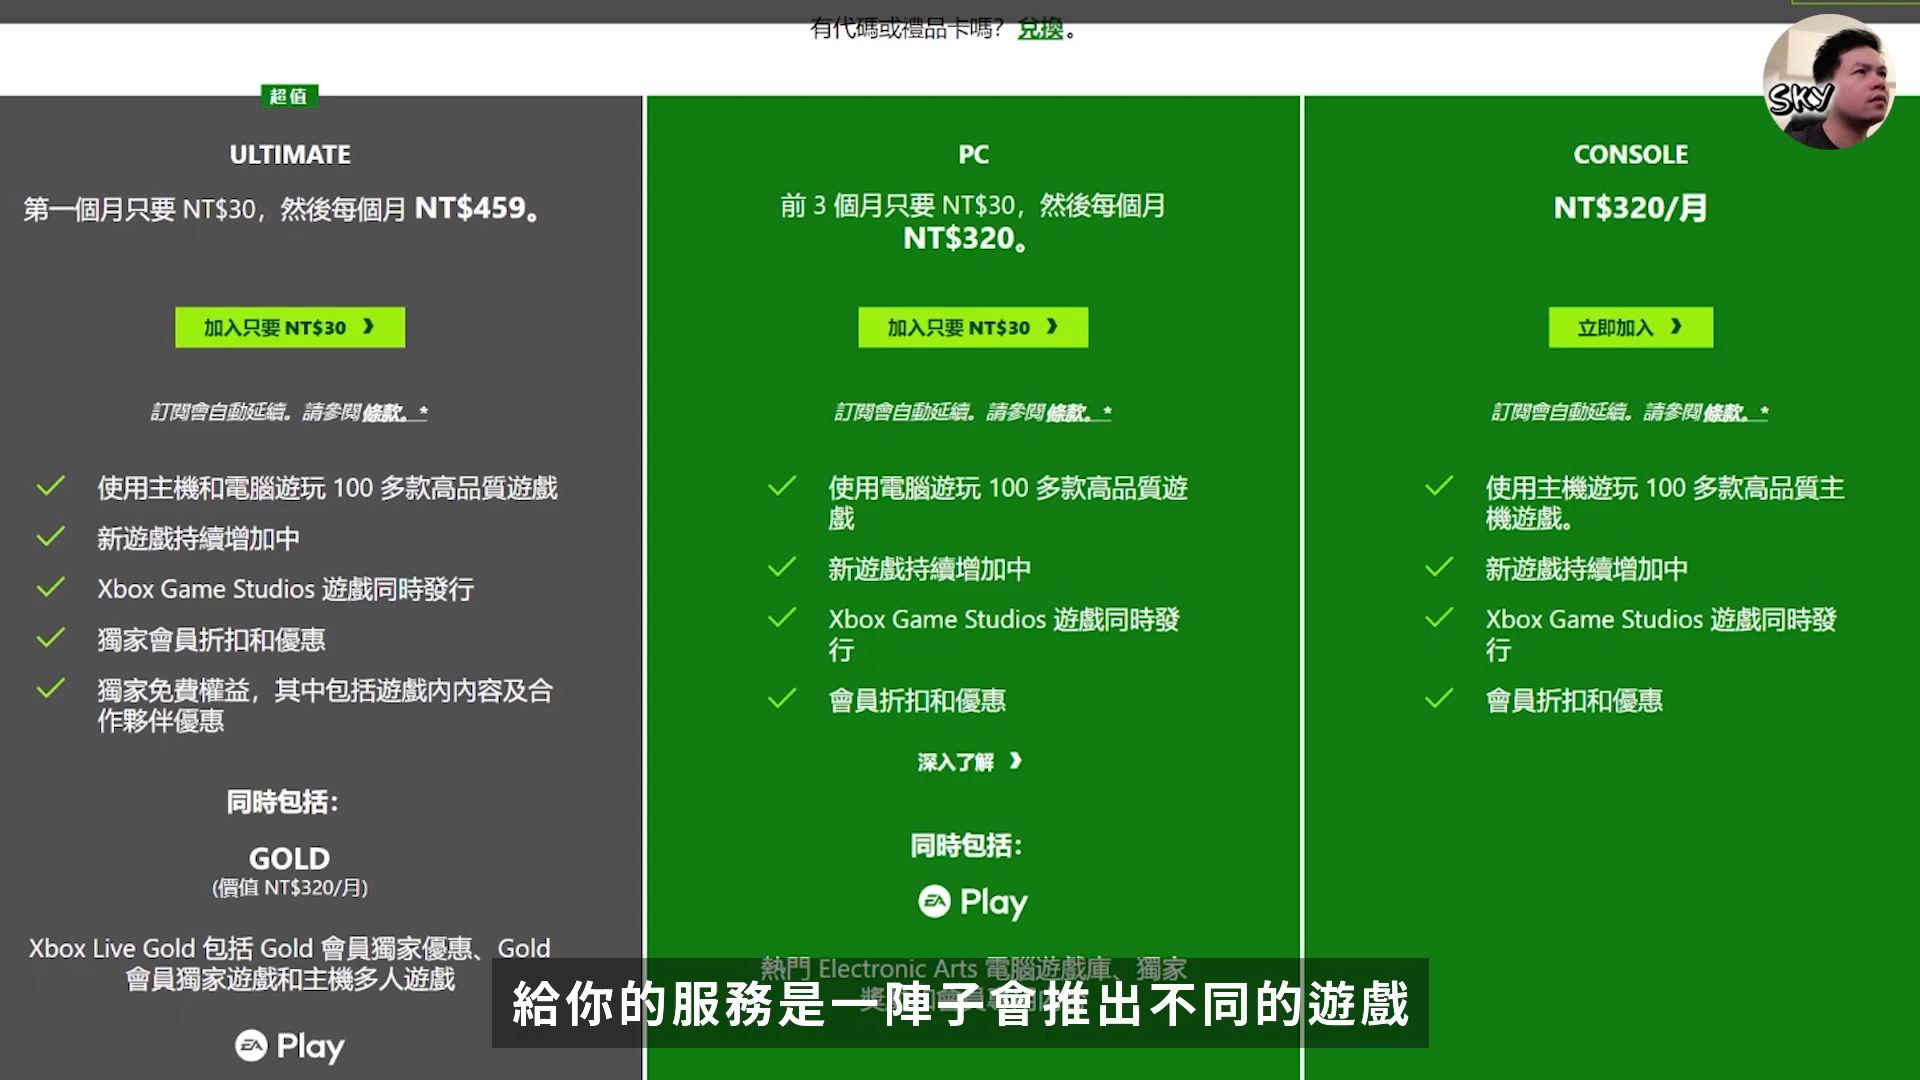 有代碼或禮品卡嗎？兌換。
SKY
超值
ULTIMATE
第一個月只要 NT$30，然後每個月 NT$459。
加入只要 NT$30
訂閱會自動延續。請參閱條款。*
使用主機和電腦遊玩 100 多款高品質遊戲
新遊戲持續增加中
Xbox Game Studios 遊戲同時發行
獨家會員折扣和優惠
獨家免費權益，其中包括遊戲內內容及合
作夥伴優惠
同時包括：
GOLD
(價值 NT$320/月)
Xbox Live Gold 包括 Gold 會員獨家優惠、Gold
會員獨家遊戲和主機多人遊戲
EA Play
PC
前 3 個月只要 NT$30，然後每個月
NT$320。
加入只要 NT$30
訂閱會自動延續。請參閱條款。*
使用電腦遊玩 100 多款高品質遊
戲
新遊戲持續增加中
Xbox Game Studios 遊戲同時發
行
會員折扣和優惠
深入了解
同時包括：
EA Play
熱門 Electronic Arts 電腦遊戲庫、獨家
CONSOLE
NT$320/月
立即加入
訂閱會自動延續。請參閱條款。*
使用主機遊玩 100 多款高品質主
機遊戲。
新遊戲持續增加中
Xbox Game Studios 遊戲同時發
行
會員折扣和優惠
給你的服務是一陣子會推出不同的遊戲